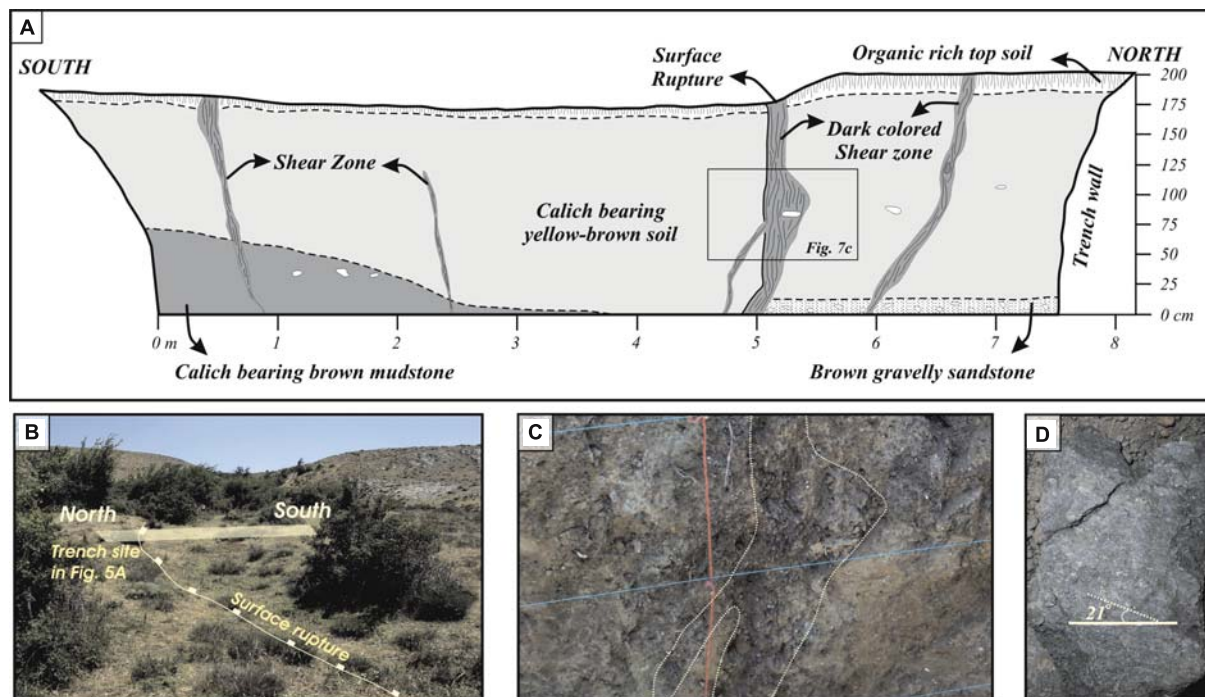 A
SOUTH
Surface
Rupture
Organic rich top soil
NORTH
200
175
150
125
100
75
50
25
0 cm
Shear Zone
Dark colored
Shear zone
Calich bearing
yellow-brown soil
Fig. 7c
Trench wall
0 m
1
2
3
4
5
6
7
8
Calich bearing brown mudstone
Brown gravelly sandstone
B
North
South
Trench site
in Fig. 5A
Surface rupture
C
D
21°